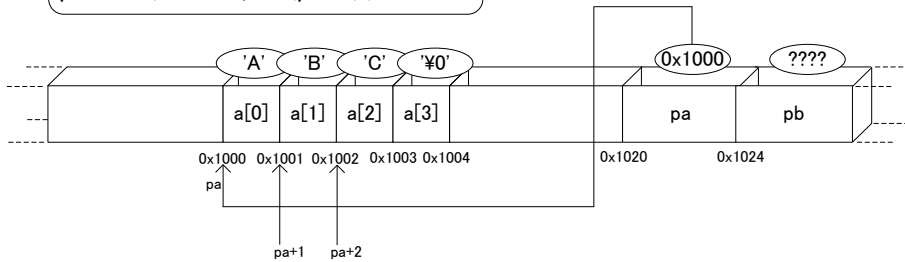 'A' 'B' 'C' '¥0' 0x1000 ????
a[0] a[1] a[2] a[3] pa pb
0x1000 0x1001 0x1002 0x1003 0x1004 0x1020 0x1024
pa
pa+1 pa+2